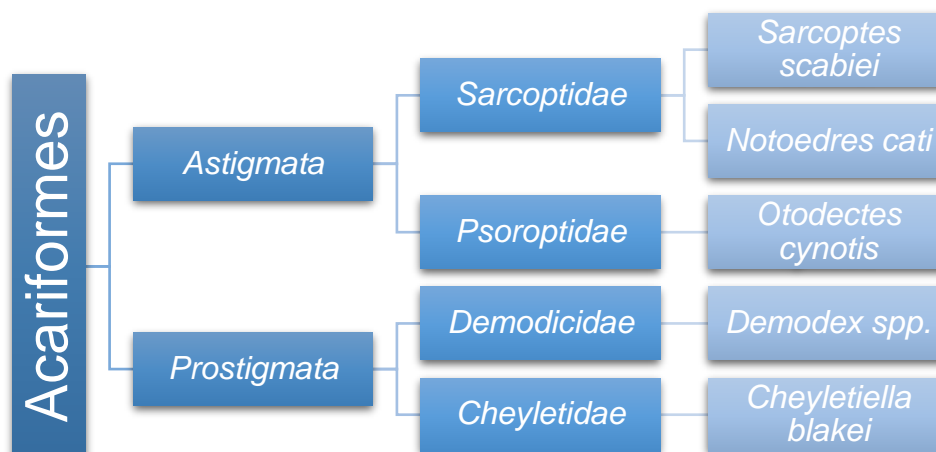 Acariformes
Astigmata
Sarcoptidae
Sarcoptes
scabiei
Notoedres cati
Psoroptidae
Otodectes
cynotis
Prostigmata
Demodicidae
Demodex spp.
Cheyletidae
Cheyletiella
blakei